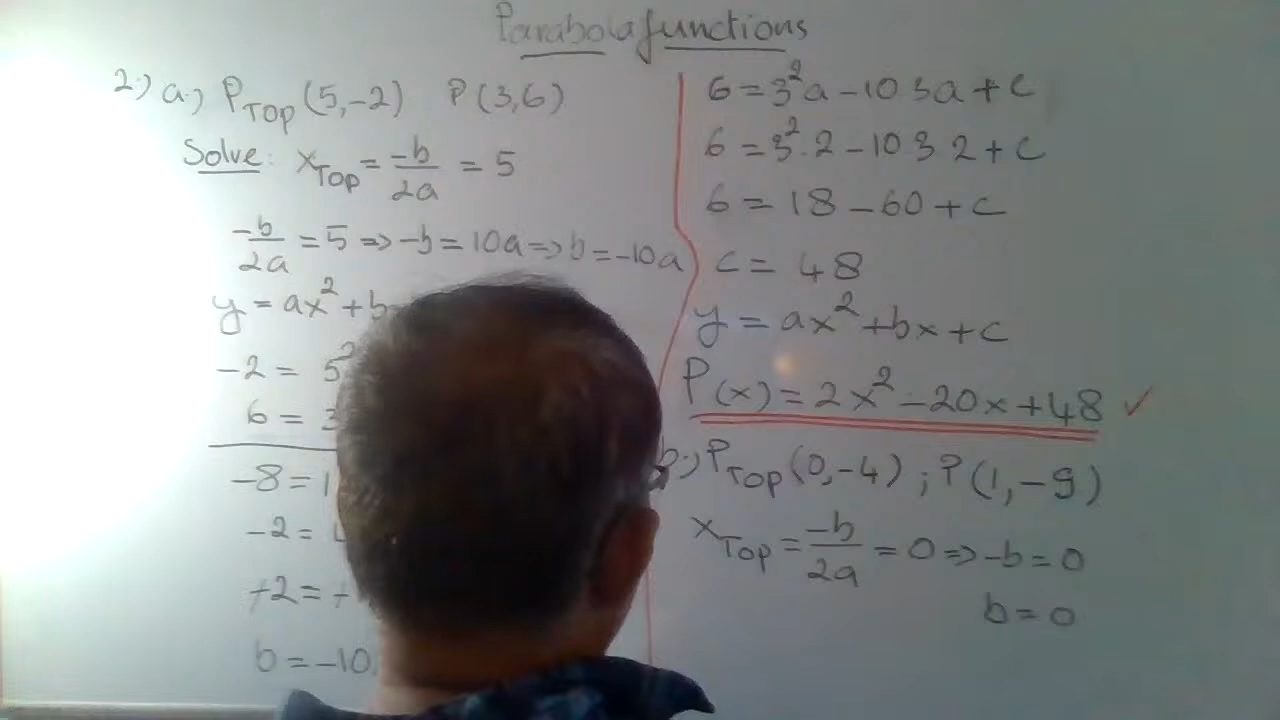 Parabola functions
2.) a.) P_Top (5,-2) P(3,6)
Solve: x_Top = -b/2a = 5
-b/2a = 5 => -b = 10a => b = -10a
y = ax² + b
-2 = 5²
6 = 3
-8 = 1
-2 =
+2 = +
b = -10
6 = 3²a - 10 3a + c
6 = 3².2 - 10 3 2 + c
6 = 18 - 60 + c
c = 48
y = ax² + bx + c
P(x) = 2x² - 20x + 48 ✓
b.) P_Top (0,-4) ; P(1,-9)
x_Top = -b/2a = 0 => -b = 0
b = 0